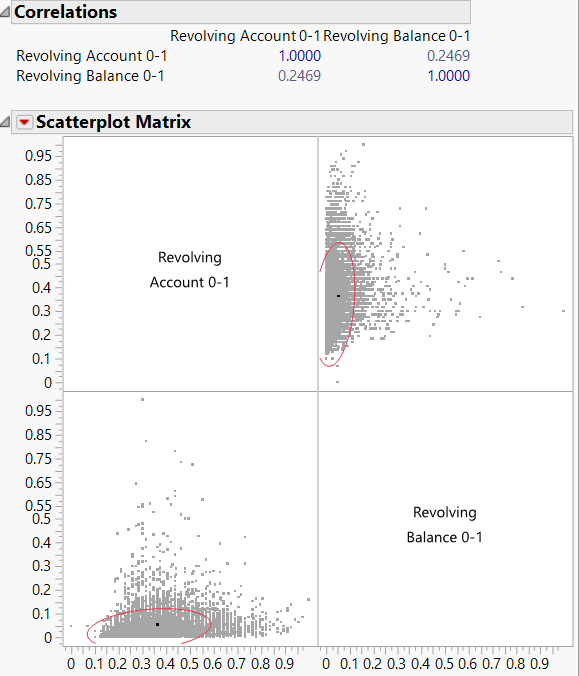 Correlations
Revolving Account 0-1 Revolving Balance 0-1
Revolving Account 0-1 1.0000 0.2469
Revolving Balance 0-1 0.2469 1.0000
Scatterplot Matrix
0.95
0.85
0.75
0.65
0.55
0.5
0.4
0.3
0.2
0.1
0
Revolving
Account 0-1
0.95
0.85
0.75
0.65
0.55
0.5
0.4
0.3
0.2
0.1
0
Revolving
Balance 0-1
0 0.1 0.2 0.3 0.4 0.5 0.6 0.7 0.8 0.9 0 0.1 0.2 0.3 0.4 0.5 0.6 0.7 0.8 0.9